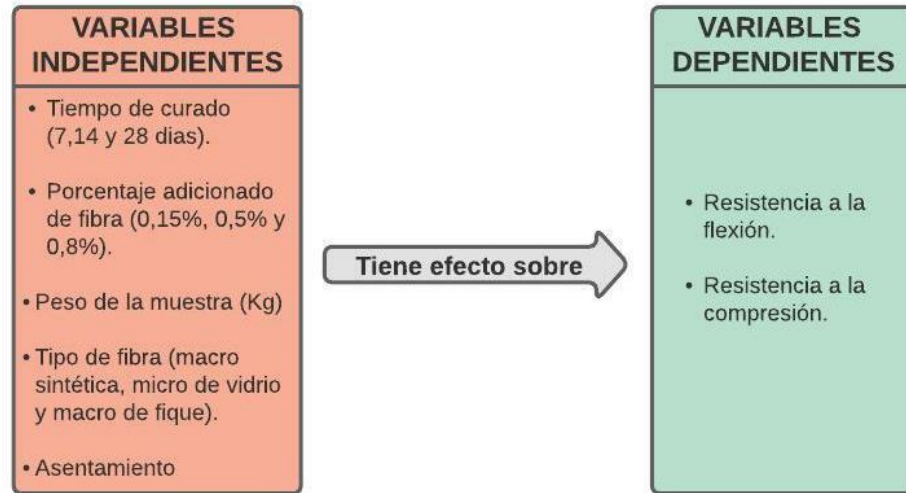 VARIABLES
INDEPENDIENTES
• Tiempo de curado
(7,14 y 28 dias).
• Porcentaje adicionado
de fibra (0,15%, 0,5% y
0,8%).
• Peso de la muestra (Kg)
• Tipo de fibra (macro
sintética, micro de vidrio
y macro de fique).
• Asentamiento
Tiene efecto sobre
VARIABLES
DEPENDIENTES
• Resistencia a la
flexión.
• Resistencia a la
compresión.